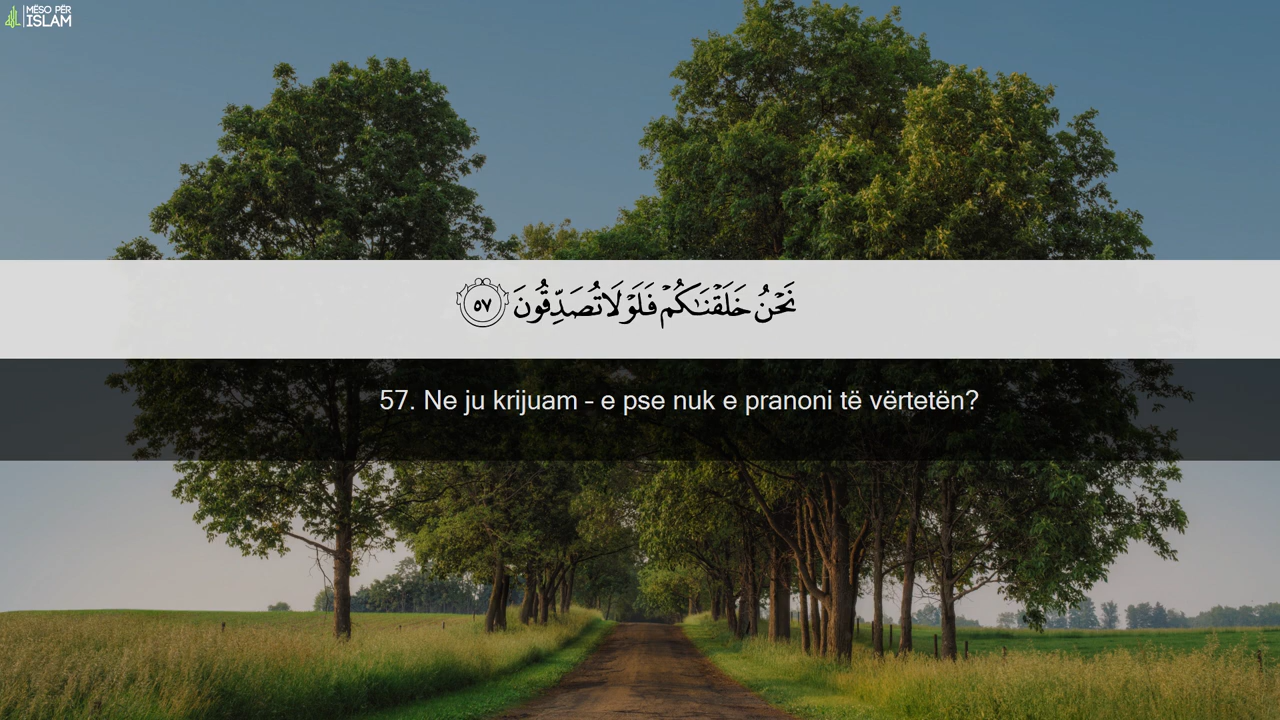 MËSO PËR
ISLAM
نَحْنُ خَلَقْنَٰكُمْ فَلَوْلَا تُصَدِّقُونَ ٥٧
57. Ne ju krijuam - e pse nuk e pranoni të vërtetën?